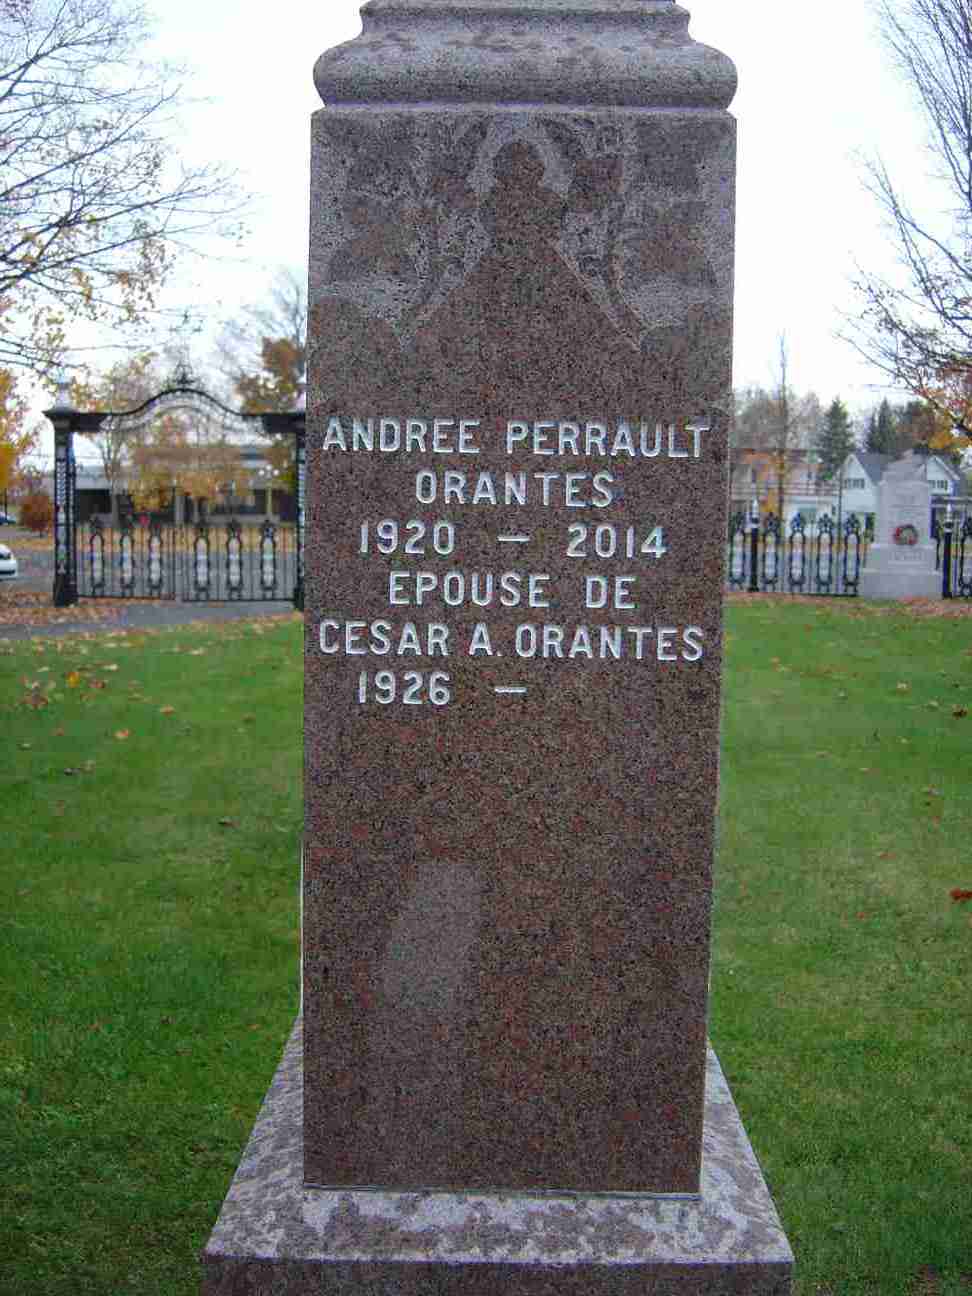 ANDREE PERRAULT
ORANTES
1920 — 2014
EPOUSE DE
CESAR A. ORANTES
1926 —